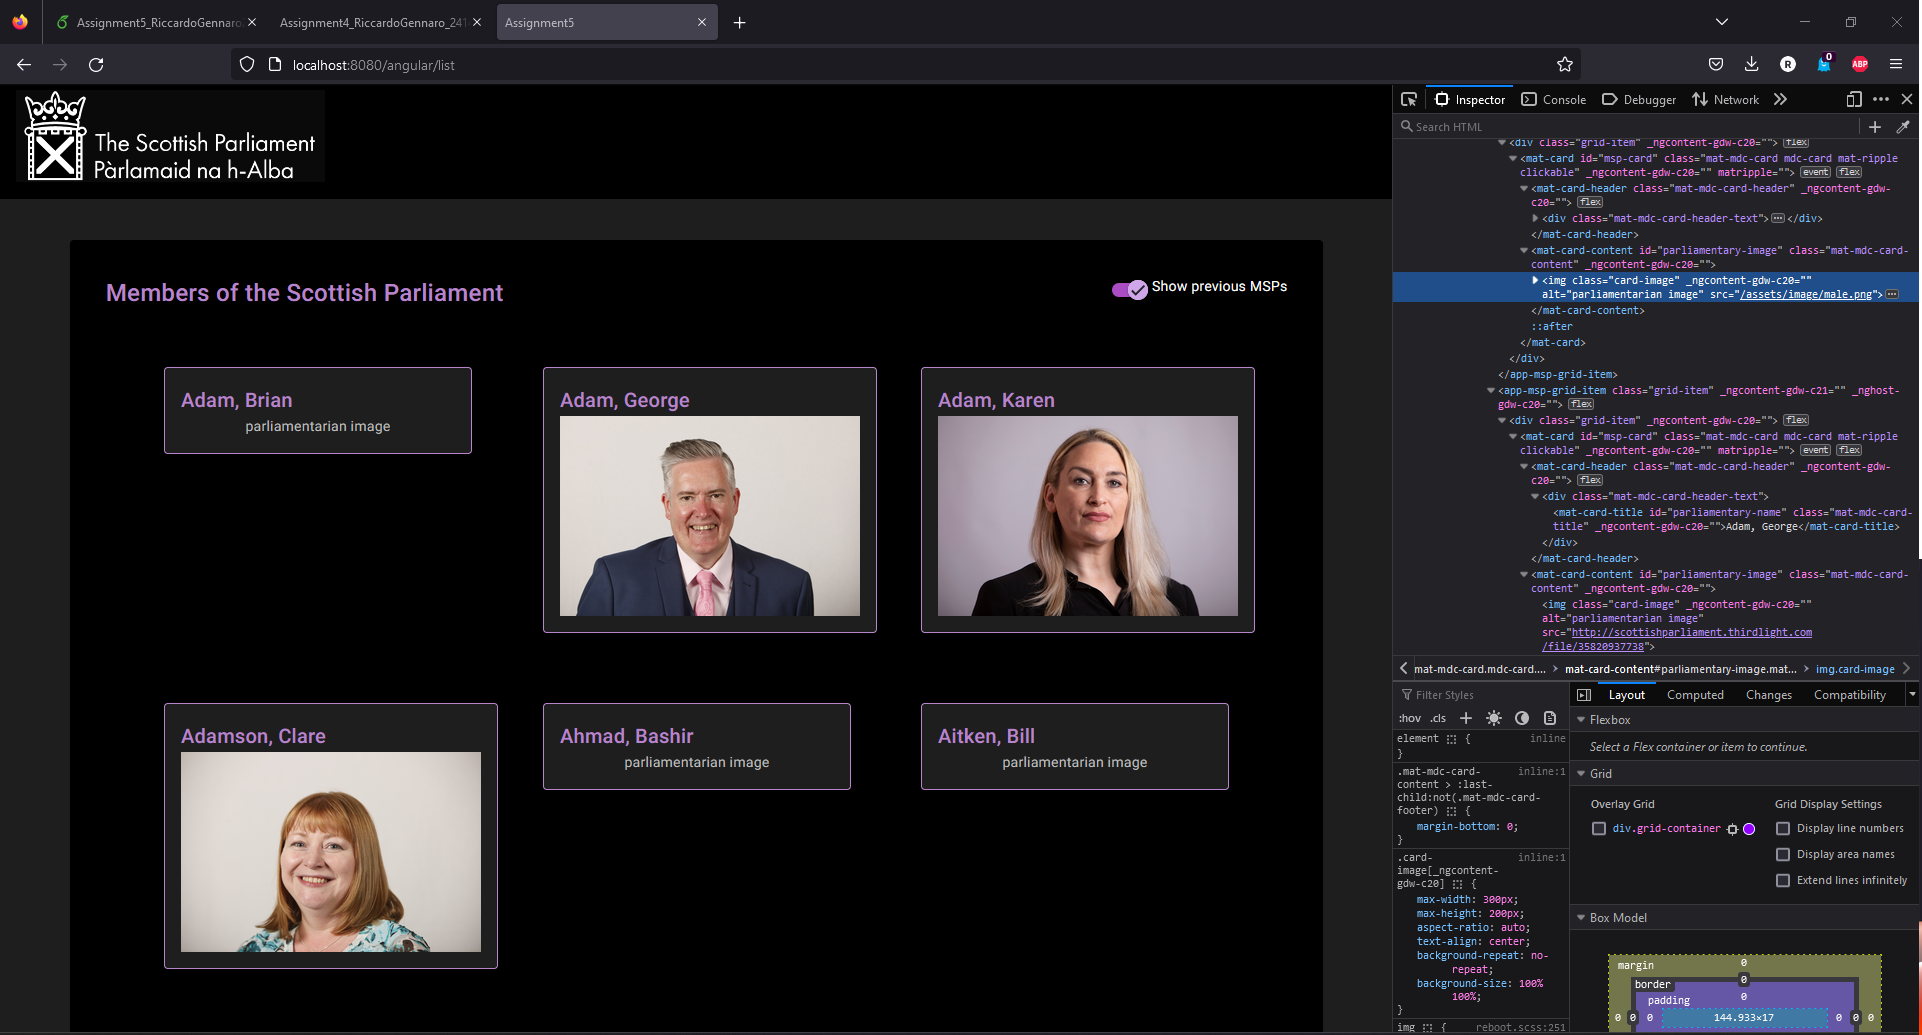 Assignment5_RiccardoGennaro
Assignment4_RiccardoGennaro_241
Assignment5
localhost:8080/angular/list
R
0
ABP
The Scottish Parliament
Pàrlamaid na h-Alba
Members of the Scottish Parliament
Show previous MSPs
Adam, Brian
parliamentarian image
Adam, George
Adam, Karen
Adamson, Clare
Ahmad, Bashir
parliamentarian image
Aitken, Bill
parliamentarian image
Inspector
Console
Debugger
Network
Search HTML
<div class="grid-item" _ngcontent-gdw-c20=""> flex
<mat-card id="msp-card" class="mat-mdc-card mdc-card mat-ripple
clickable" _ngcontent-gdw-c20="" matripple=""> event flex
<mat-card-header class="mat-mdc-card-header" _ngcontent-gdw-
c20=""> flex
<div class="mat-mdc-card-header-text"> ••• </div>
</mat-card-header>
<mat-card-content id="parliamentary-image" class="mat-mdc-card-
content" _ngcontent-gdw-c20="">
<img class="card-image" _ngcontent-gdw-c20=""
alt="parliamentarian image" src="/assets/image/male.png"> •••
</mat-card-content>
::after
</mat-card>
</div>
</app-msp-grid-item>
<app-msp-grid-item class="grid-item" _ngcontent-gdw-c21="" _nghost-
gdw-c20=""> flex
<div class="grid-item" _ngcontent-gdw-c20=""> flex
<mat-card id="msp-card" class="mat-mdc-card mdc-card mat-ripple
clickable" _ngcontent-gdw-c20="" matripple=""> event flex
<mat-card-header class="mat-mdc-card-header" _ngcontent-gdw-
c20=""> flex
<div class="mat-mdc-card-header-text">
<mat-card-title id="parliamentary-name" class="mat-mdc-card-
title" _ngcontent-gdw-c20="">Adam, George</mat-card-title>
</div>
</mat-card-header>
<mat-card-content id="parliamentary-image" class="mat-mdc-card-
content" _ngcontent-gdw-c20="">
<img class="card-image" _ngcontent-gdw-c20=""
alt="parliamentarian image"
src="http://scottishparliament.thirdlight.com
/file/35820937738">
mat-mdc-card.mdc-card.... > mat-card-content#parliamentary-image.mat... > img.card-image
Filter Styles
:hov .cls
element { inline
}
.mat-mdc-card- inline:1
content > :last-
child:not(.mat-mdc-card-
footer) {
margin-bottom: 0;
}
.card- inline:1
image[_ngcontent-
gdw-c20] {
max-width: 300px;
max-height: 200px;
aspect-ratio: auto;
text-align: center;
background-repeat: no-
repeat;
background-size: 100%
100%;
}
img { reboot.scss:251
Layout
Computed
Changes
Compatibility
Flexbox
Select a Flex container or item to continue.
Grid
Overlay Grid
div.grid-container
Grid Display Settings
Display line numbers
Display area names
Extend lines infinitely
Box Model
margin 0
border 0
padding 0
0 0 0 144.933×17 0 0 0